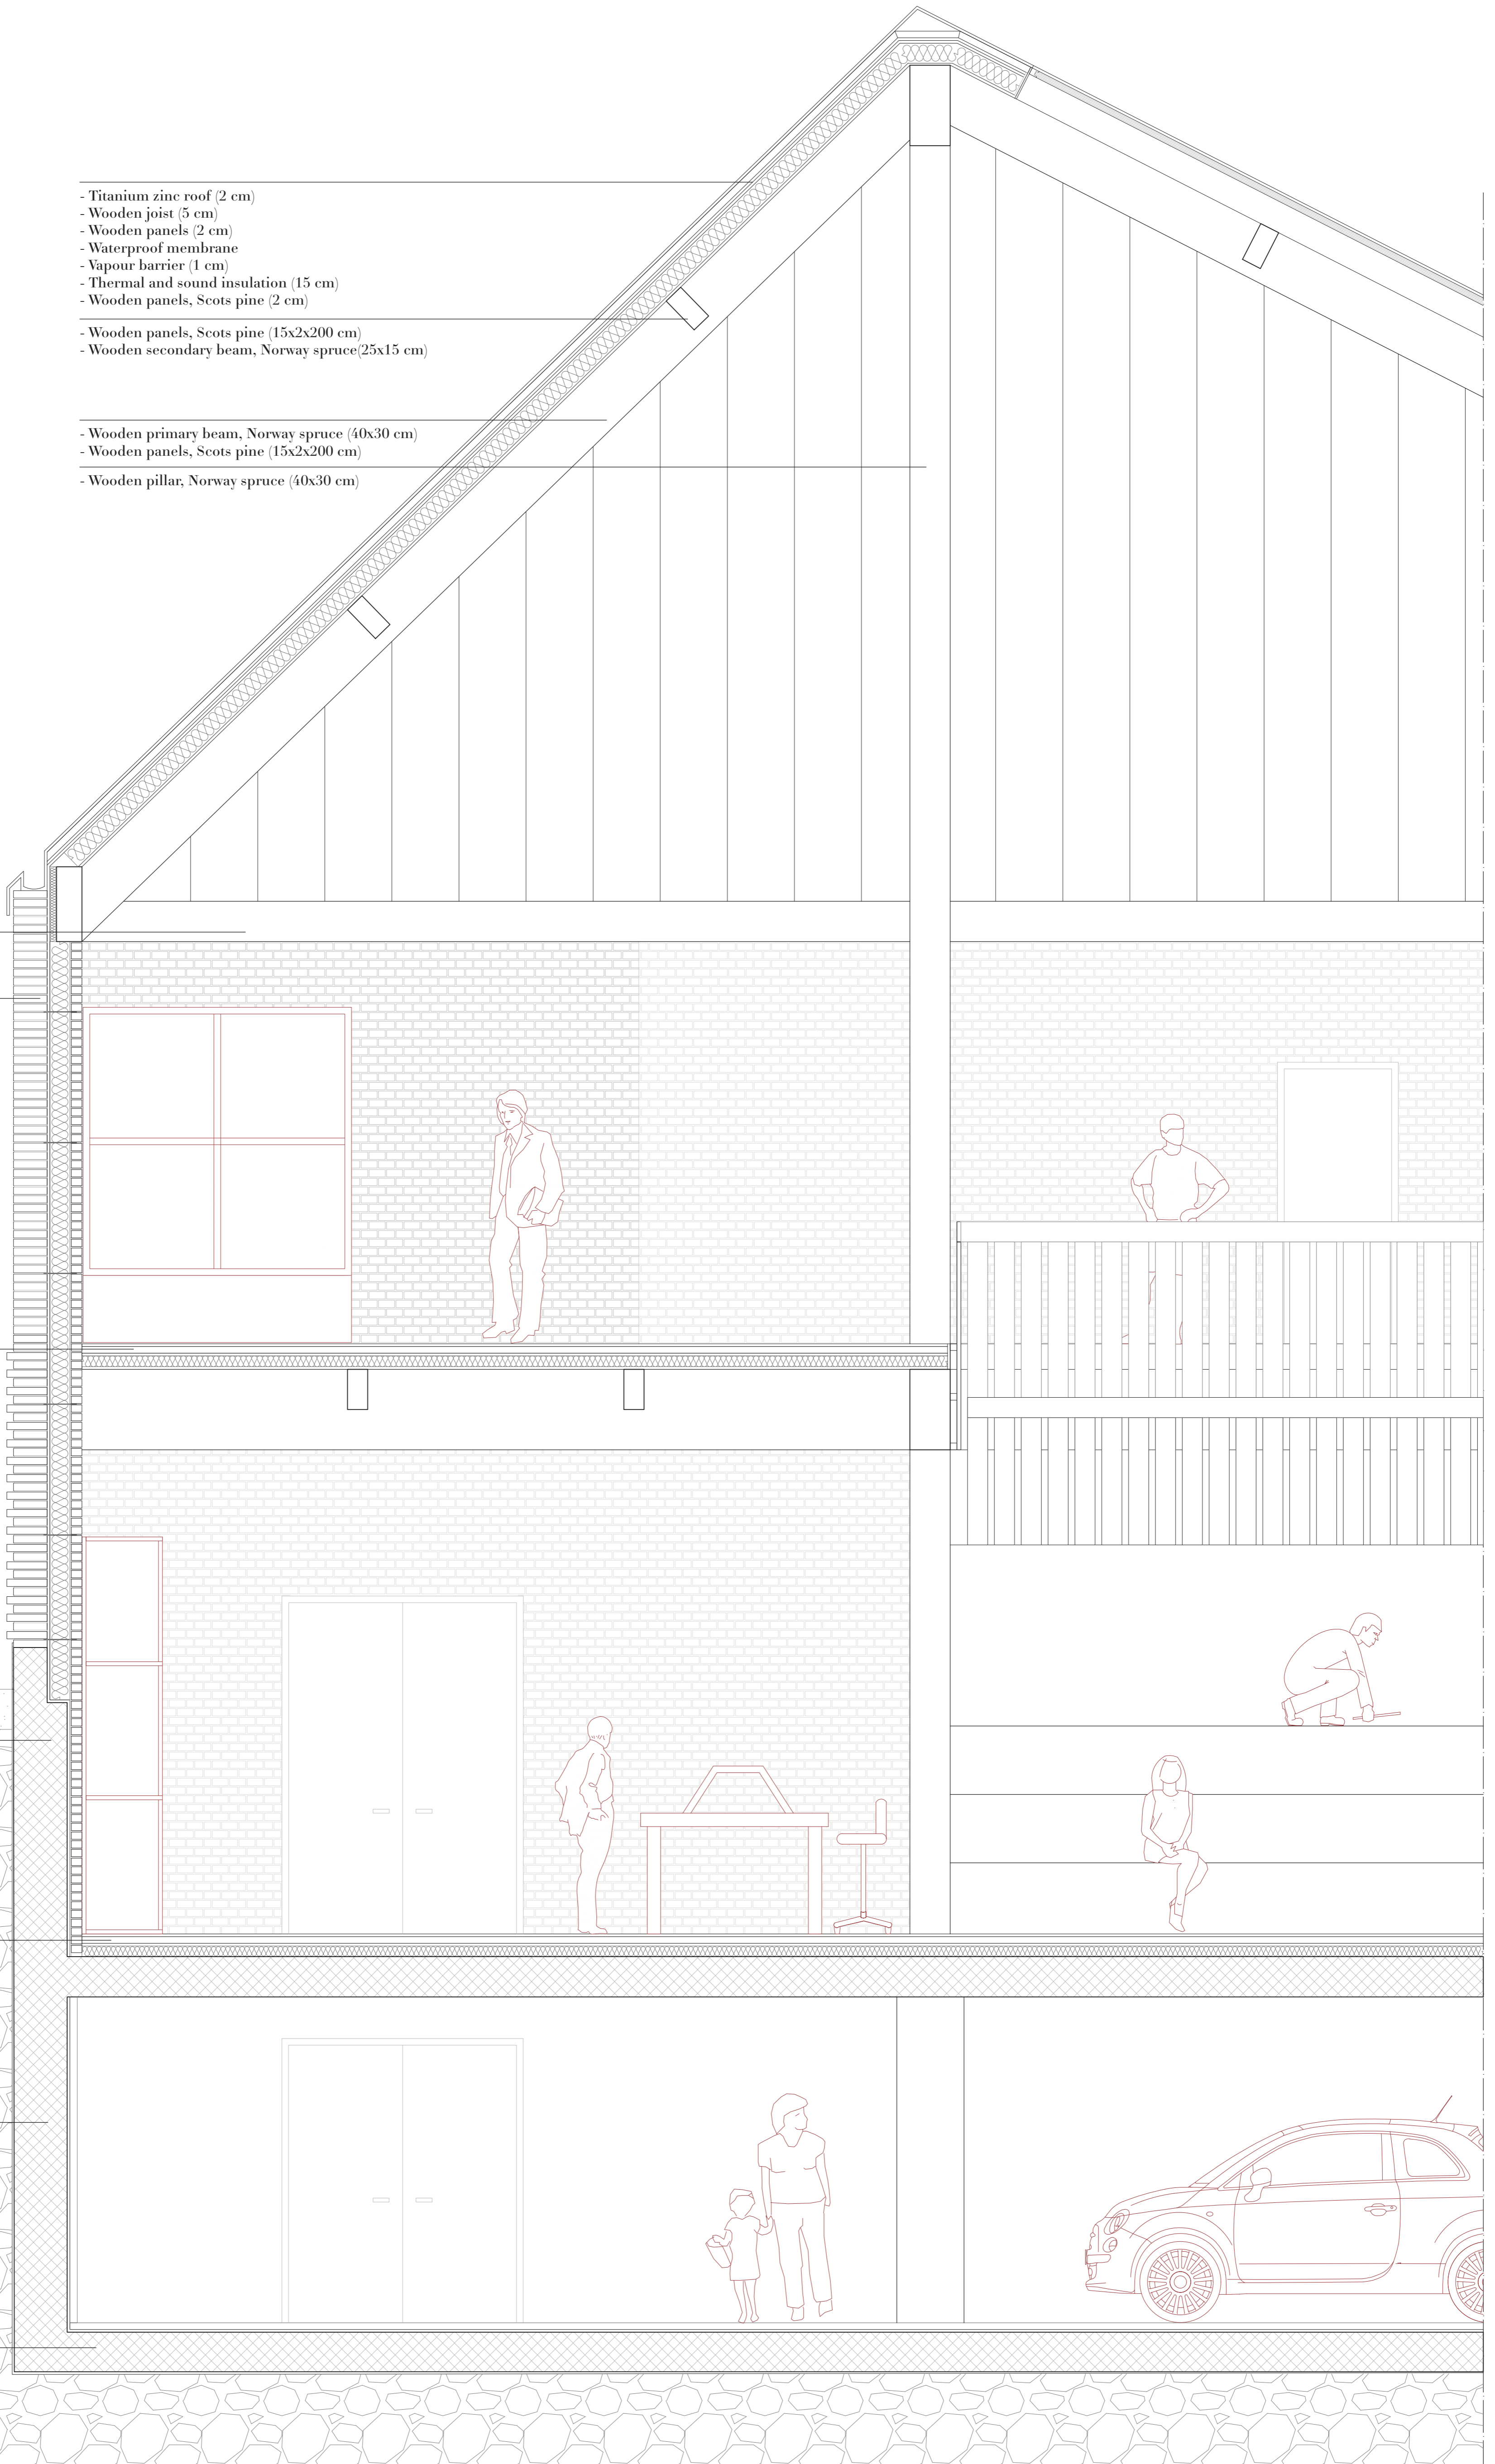 - Titanium zinc roof (2 cm)
- Wooden joist (5 cm)
- Wooden panels (2 cm)
- Waterproof membrane
- Vapour barrier (1 cm)
- Thermal and sound insulation (15 cm)
- Wooden panels, Scots pine (2 cm)
- Wooden panels, Scots pine (15x2x200 cm)
- Wooden secondary beam, Norway spruce(25x15 cm)
- Wooden primary beam, Norway spruce (40x30 cm)
- Wooden panels, Scots pine (15x2x200 cm)
- Wooden pillar, Norway spruce (40x30 cm)